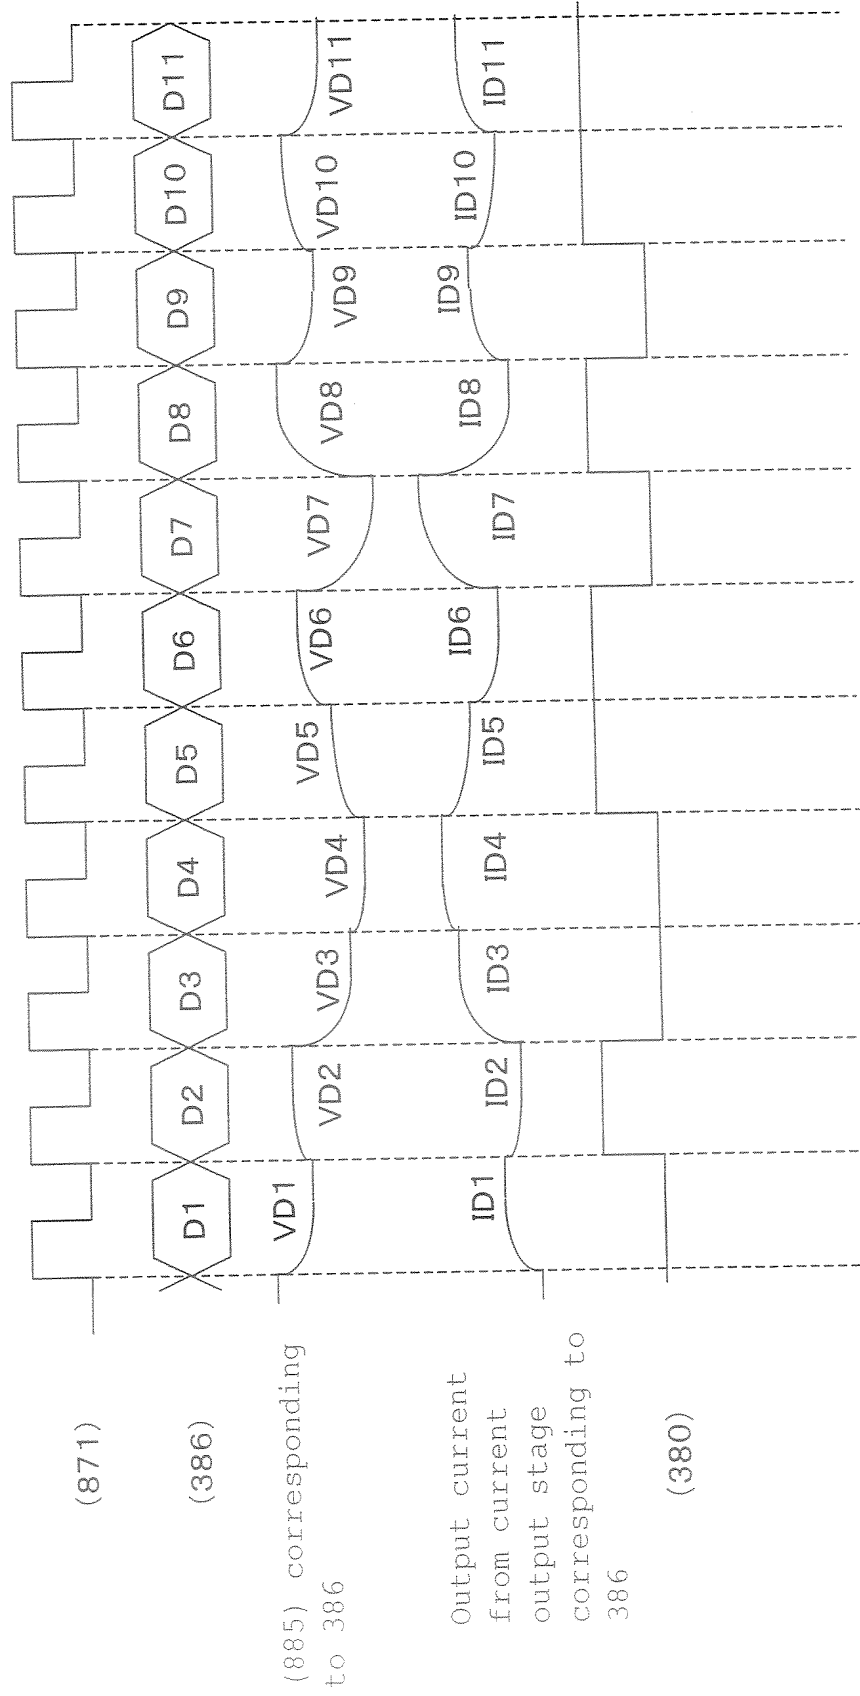 (871)
(386)
D1 D2 D3 D4 D5 D6 D7 D8 D9 D10 D11
(885) corresponding
to 386
VD1 VD2 VD3 VD4 VD5 VD6 VD7 VD8 VD9 VD10 VD11
Output current
from current
output stage
corresponding to
386
ID1 ID2 ID3 ID4 ID5 ID6 ID7 ID8 ID9 ID10 ID11
(380)